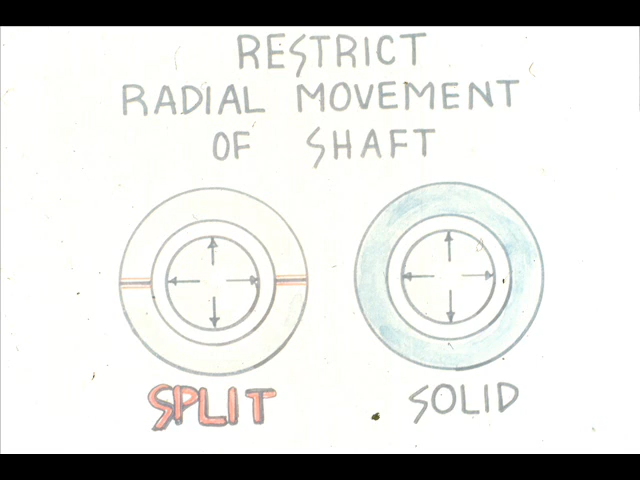 RESTRICT
RADIAL MOVEMENT
OF SHAFT
SPLIT
SOLID